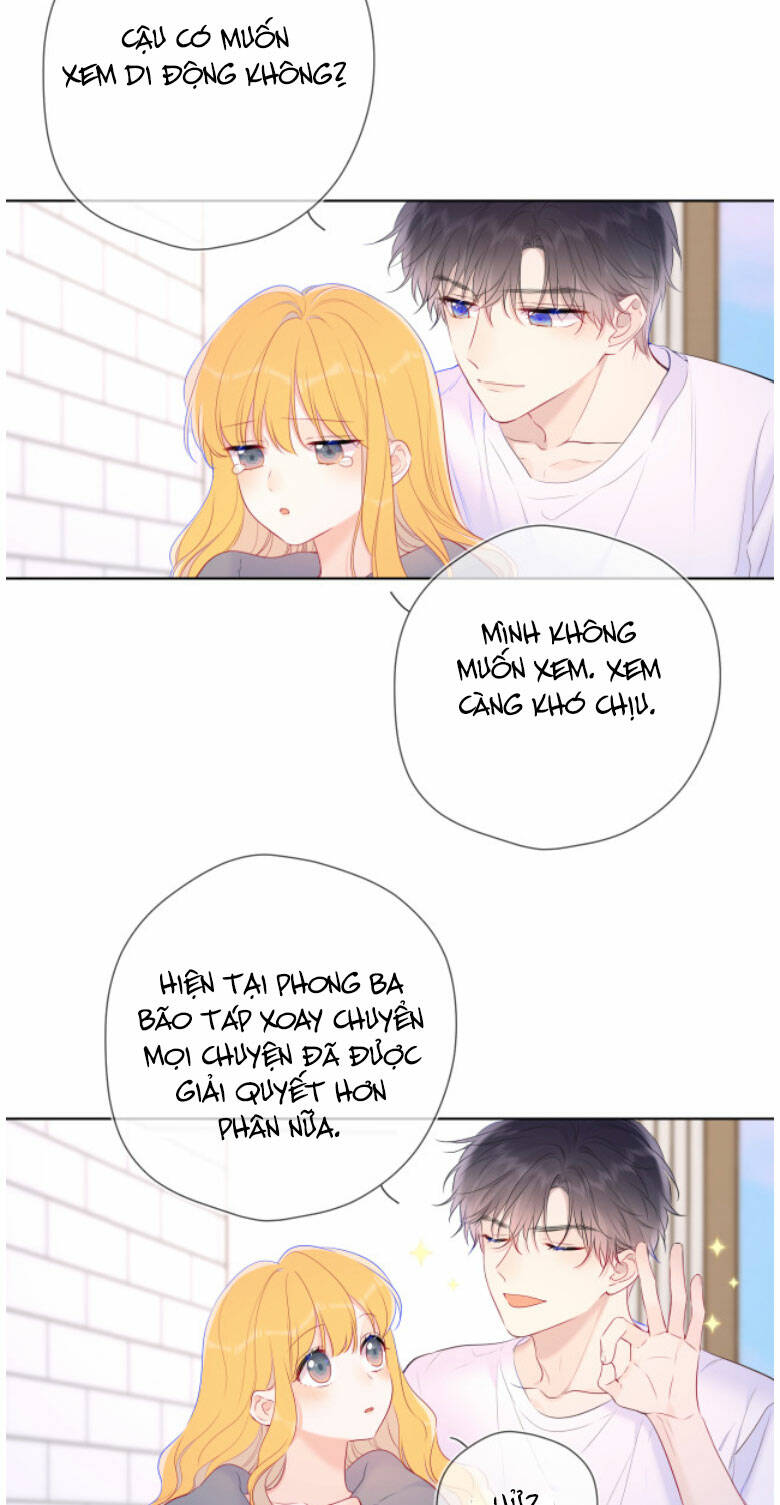 CẬU CÓ MUỐN
XEM DI ĐỘNG KHÔNG?
MÌNH KHÔNG
MUỐN XEM. XEM
CÀNG KHÓ CHỊU.
HIỆN TẠI PHONG BA
BÃO TÁP XOAY CHUYỂN
MỌI CHUYỆN ĐÃ ĐƯỢC
GIẢI QUYẾT HƠN
PHÂN NỮA.